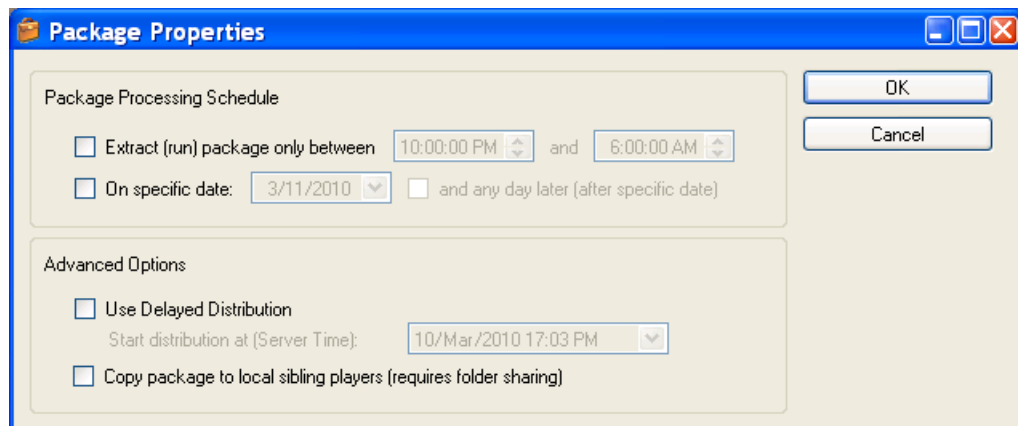 Package Properties
OK
Package Processing Schedule
Cancel
Extract (run) package only between 10:00:00 PM and 6:00:00 AM
On specific date: 3/11/2010 and any day later (after specific date)
Advanced Options
Use Delayed Distribution
Start distribution at (Server Time): 10/Mar/2010 17:03 PM
Copy package to local sibling players (requires folder sharing)